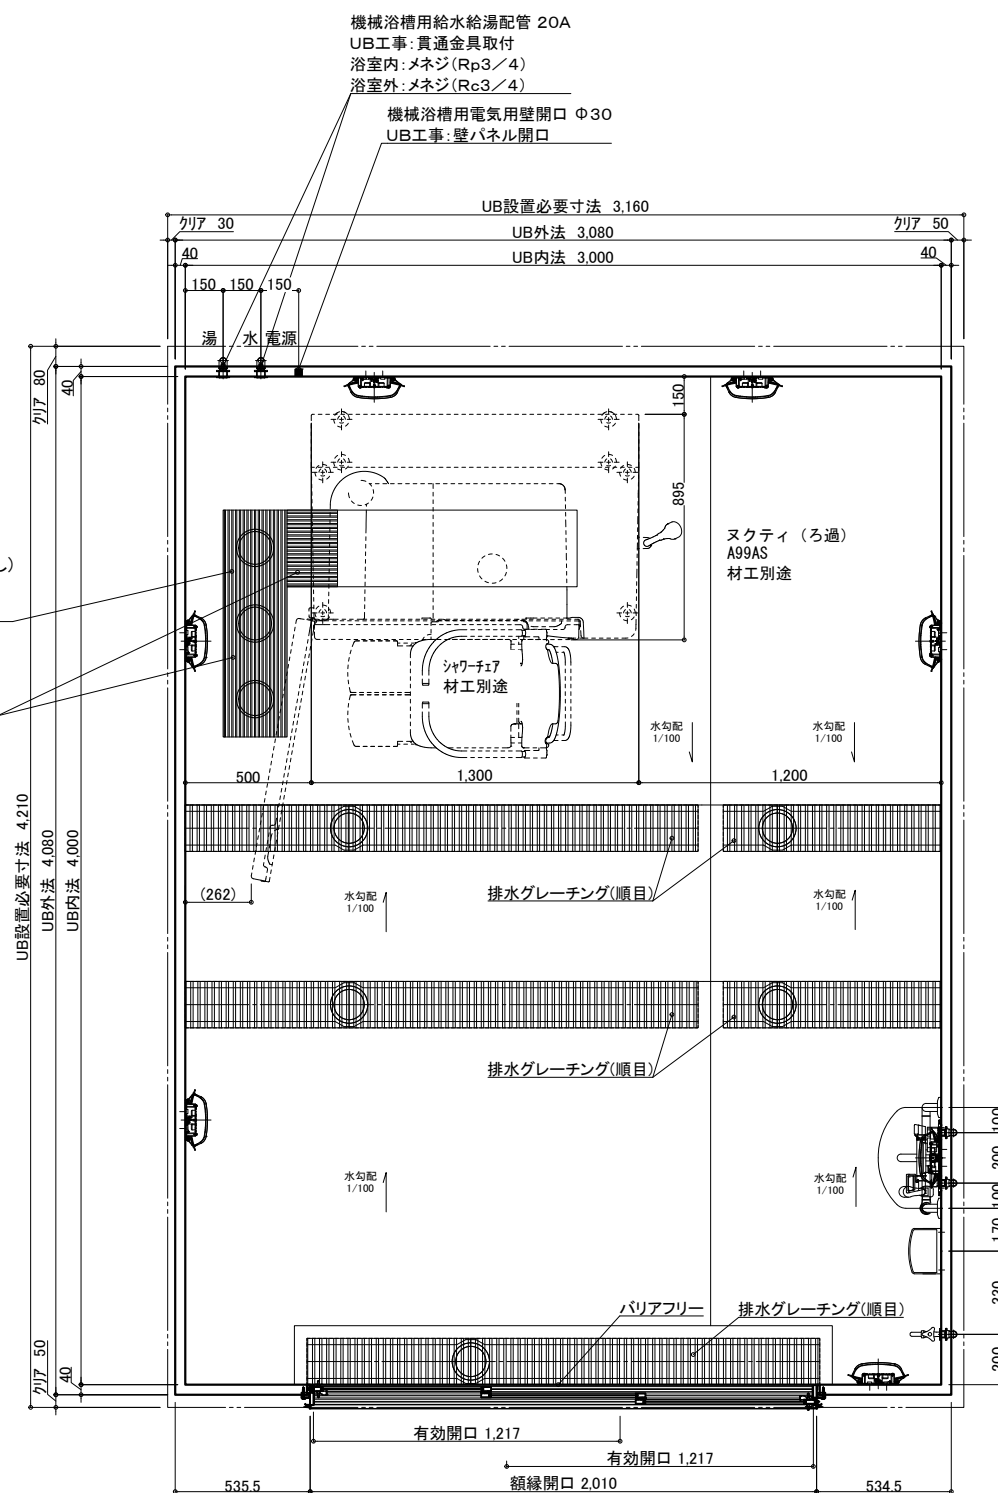 機械浴槽用給水給湯配管 20A
UB工事:貫通金具取付
浴室内:メネジ(Rp3/4)
浴室外:メネジ(Rc3/4)
機械浴槽用電気用壁開口 Φ30
UB工事:壁パネル開口
UB設置必要寸法 3,160
クリア 30
UB外法 3,080
クリア 50
40
UB内法 3,000
40
150
150
150
湯
水
電源
クリア 80
40
150
895
ヌクティ(ろ過)
A99AS
材工別途
し)
シャワーチェア
材工別途
水勾配
1/100
水勾配
1/100
500
1,300
1,200
UB設置必要寸法 4,210
UB外法 4,080
UB内法 4,000
(262)
水勾配
1/100
排水グレーチング(順目)
水勾配
1/100
排水グレーチング(順目)
水勾配
1/100
水勾配
1/100
100
200
100
170
330
200
バリアフリー
排水グレーチング(順目)
クリア 50
40
有効開口 1,217
有効開口 1,217
535.5
額縁開口 2,010
534.5